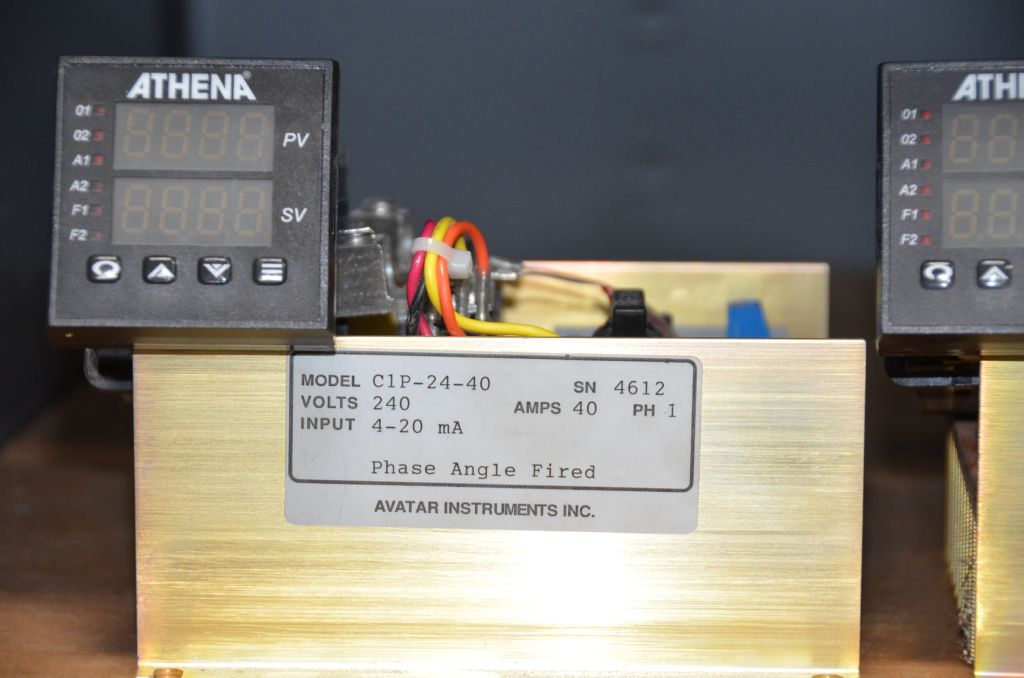 ATHENA®
O1
O2
A1
A2
F1
F2
PV
SV
MODEL C1P-24-40 SN 4612
VOLTS 240 AMPS 40 PH 1
INPUT 4-20 mA
Phase Angle Fired
AVATAR INSTRUMENTS INC.
ATHE
O1
O2
A1
A2
F1
F2